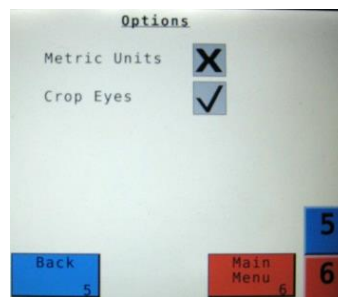 Options
Metric Units X
Crop Eyes ✓
5
Back
5
Main
Menu
6
6